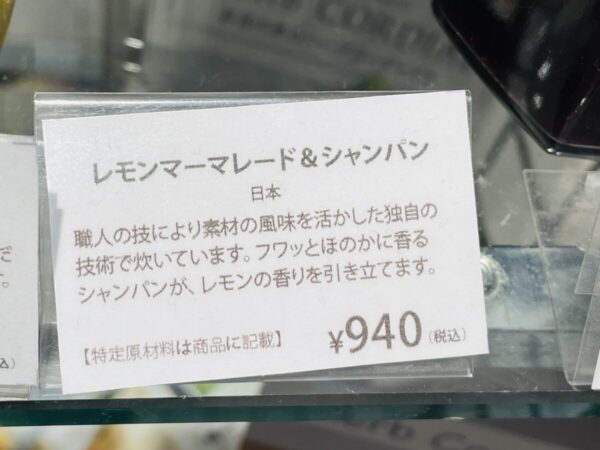 レモンマーマレード&シャンパン
日本
職人の技により素材の風味を活かした独自の
技術で炊いています。フワッとほのかに香る
シャンパンが、レモンの香りを引き立てます。
【特定原材料は商品に記載】
¥940(税込)